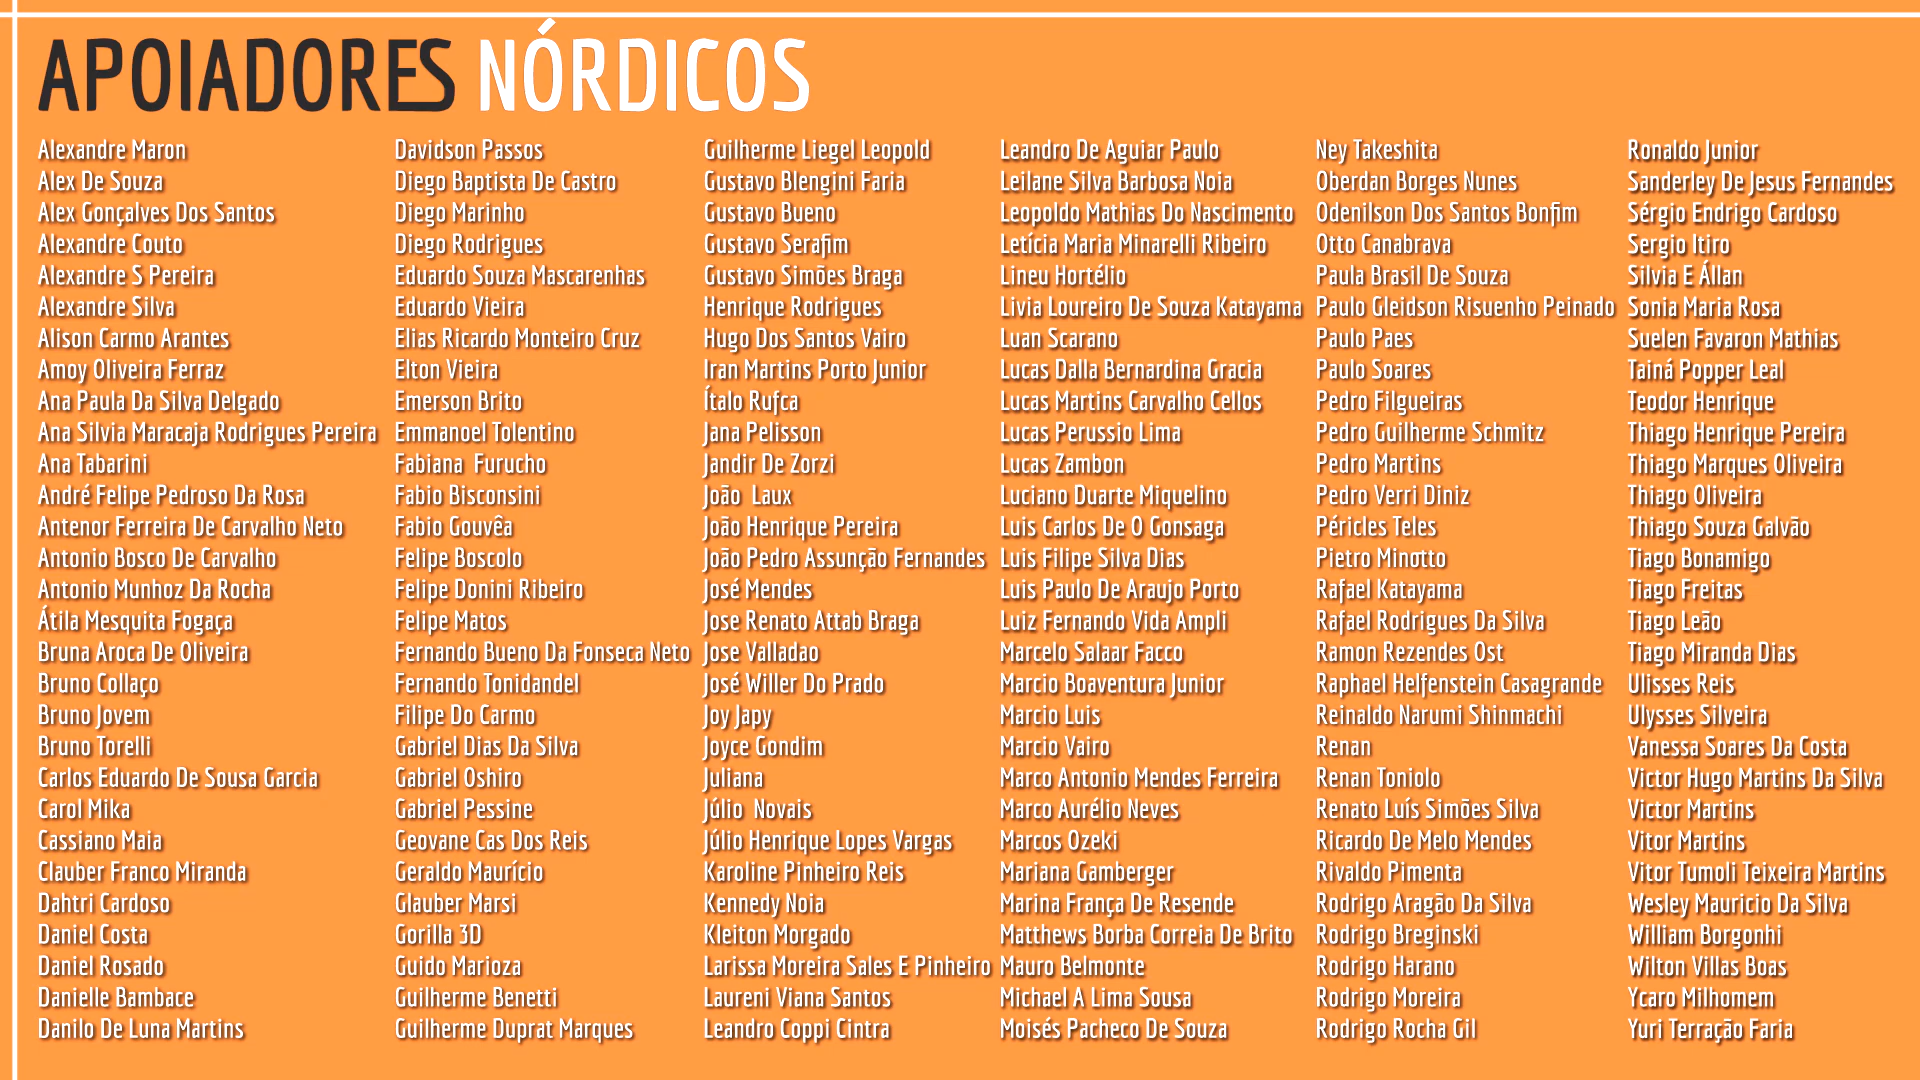 APOIADORES NÓRDICOS
Alexandre Maron
Alex De Souza
Alex Gonçalves Dos Santos
Alexandre Couto
Alexandre S Pereira
Alexandre Silva
Alison Carmo Arantes
Amoy Oliveira Ferraz
Ana Paula Da Silva Delgado
Ana Silvia Maracaja Rodrigues Pereira
Ana Tabarini
André Felipe Pedroso Da Rosa
Antenor Ferreira De Carvalho Neto
Antonio Bosco De Carvalho
Antonio Munhoz Da Rocha
Átila Mesquita Fogaça
Bruna Aroca De Oliveira
Bruno Collaço
Bruno Jovem
Bruno Torelli
Carlos Eduardo De Sousa Garcia
Carol Mika
Cassiano Maia
Clauber Franco Miranda
Dahtri Cardoso
Daniel Costa
Daniel Rosado
Danielle Bambace
Danilo De Luna Martins
Davidson Passos
Diego Baptista De Castro
Diego Marinho
Diego Rodrigues
Eduardo Souza Mascarenhas
Eduardo Vieira
Elias Ricardo Monteiro Cruz
Elton Vieira
Emerson Brito
Emmanoel Tolentino
Fabiana  Furucho
Fabio Bisconsini
Fabio Gouvêa
Felipe Boscolo
Felipe Donini Ribeiro
Felipe Matos
Fernando Bueno Da Fonseca Neto
Fernando Tonidandel
Filipe Do Carmo
Gabriel Dias Da Silva
Gabriel Oshiro
Gabriel Pessine
Geovane Cas Dos Reis
Geraldo Maurício
Glauber Marsi
Gorilla 3D
Guido Marioza
Guilherme Benetti
Guilherme Duprat Marques
Guilherme Liegel Leopold
Gustavo Blengini Faria
Gustavo Bueno
Gustavo Serafim
Gustavo Simões Braga
Henrique Rodrigues
Hugo Dos Santos Vairo
Iran Martins Porto Junior
Ítalo Rufca
Jana Pelisson
Jandir De Zorzi
João  Laux
João Henrique Pereira
João Pedro Assunção Fernandes
José Mendes
Jose Renato Attab Braga
Jose Valladao
José Willer Do Prado
Joy Japy
Joyce Gondim
Juliana
Júlio  Novais
Júlio Henrique Lopes Vargas
Karoline Pinheiro Reis
Kennedy Noia
Kleiton Morgado
Larissa Moreira Sales E Pinheiro
Laureni Viana Santos
Leandro Coppi Cintra
Leandro De Aguiar Paulo
Leilane Silva Barbosa Noia
Leopoldo Mathias Do Nascimento
Letícia Maria Minarelli Ribeiro
Lineu Hortélio
Livia Loureiro De Souza Katayama
Luan Scarano
Lucas Dalla Bernardina Gracia
Lucas Martins Carvalho Cellos
Lucas Perussio Lima
Lucas Zambon
Luciano Duarte Miquelino
Luis Carlos De O Gonsaga
Luis Filipe Silva Dias
Luis Paulo De Araujo Porto
Luiz Fernando Vida Ampli
Marcelo Salaar Facco
Marcio Boaventura Junior
Marcio Luis
Marcio Vairo
Marco Antonio Mendes Ferreira
Marco Aurélio Neves
Marcos Ozeki
Mariana Gamberger
Marina França De Resende
Matthews Borba Correia De Brito
Mauro Belmonte
Michael A Lima Sousa
Moisés Pacheco De Souza
Ney Takeshita
Oberdan Borges Nunes
Odenilson Dos Santos Bonfim
Otto Canabrava
Paula Brasil De Souza
Paulo Gleidson Risuenho Peinado
Paulo Paes
Paulo Soares
Pedro Filgueiras
Pedro Guilherme Schmitz
Pedro Martins
Pedro Verri Diniz
Péricles Teles
Pietro Minotto
Rafael Katayama
Rafael Rodrigues Da Silva
Ramon Rezendes Ost
Raphael Helfenstein Casagrande
Reinaldo Narumi Shinmachi
Renan
Renan Toniolo
Renato Luís Simões Silva
Ricardo De Melo Mendes
Rivaldo Pimenta
Rodrigo Aragão Da Silva
Rodrigo Breginski
Rodrigo Harano
Rodrigo Moreira
Rodrigo Rocha Gil
Ronaldo Junior
Sanderley De Jesus Fernandes
Sérgio Endrigo Cardoso
Sergio Itiro
Silvia E Állan
Sonia Maria Rosa
Suelen Favaron Mathias
Tainá Popper Leal
Teodor Henrique
Thiago Henrique Pereira
Thiago Marques Oliveira
Thiago Oliveira
Thiago Souza Galvão
Tiago Bonamigo
Tiago Freitas
Tiago Leão
Tiago Miranda Dias
Ulisses Reis
Ulysses Silveira
Vanessa Soares Da Costa
Victor Hugo Martins Da Silva
Victor Martins
Vitor Martins
Vitor Tumoli Teixeira Martins
Wesley Mauricio Da Silva
William Borgonhi
Wilton Villas Boas
Ycaro Milhomem
Yuri Terração Faria